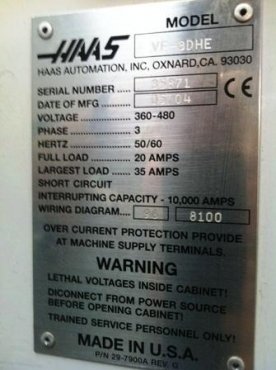 MODEL
HAAS
HAAS AUTOMATION, INC. OXNARD, CA. 93030
SERIAL NUMBER
CE
DATE OF MFG
VOLTAGE 360-480
PHASE 3
HERTZ 50/60
FULL LOAD 20 AMPS
LARGEST LOAD 35 AMPS
SHORT CIRCUIT
INTERRUPTING CAPACITY - 10,000 AMPS
WIRING DIAGRAM 8100
OVER CURRENT PROTECTION PROVIDE
AT MACHINE SUPPLY TERMINALS.
WARNING
LETHAL VOLTAGES INSIDE CABINET!
DICONNECT FROM POWER SOURCE
BEFORE OPENING CABINET!
TRAINED SERVICE PERSONNEL ONLY!
MADE IN U.S.A.
P/N 29-7900A REV. G